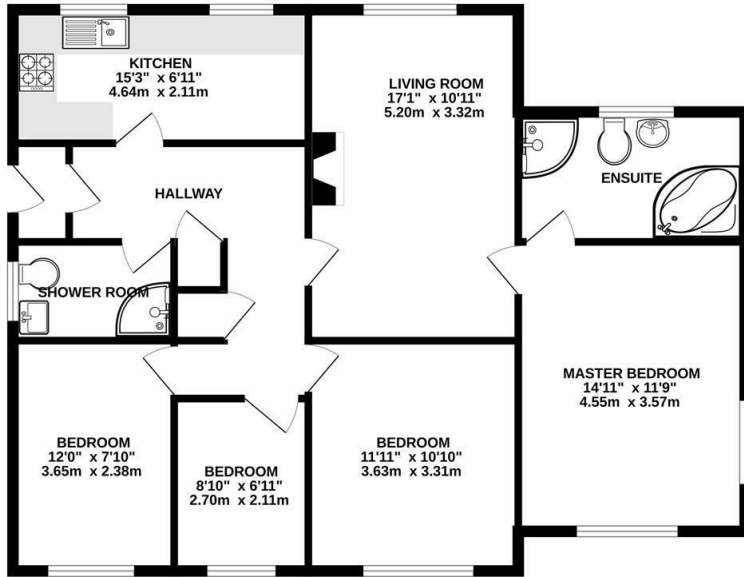 KITCHEN
15'3" x 6'11"
4.64m x 2.11m
LIVING ROOM
17'1" x 10'11"
5.20m x 3.32m
ENSUITE
HALLWAY
SHOWER ROOM
MASTER BEDROOM
14'11" x 11'9"
4.55m x 3.57m
BEDROOM
12'0" x 7'10"
3.65m x 2.38m
BEDROOM
8'10" x 6'11"
2.70m x 2.11m
BEDROOM
11'11" x 10'10"
3.63m x 3.31m